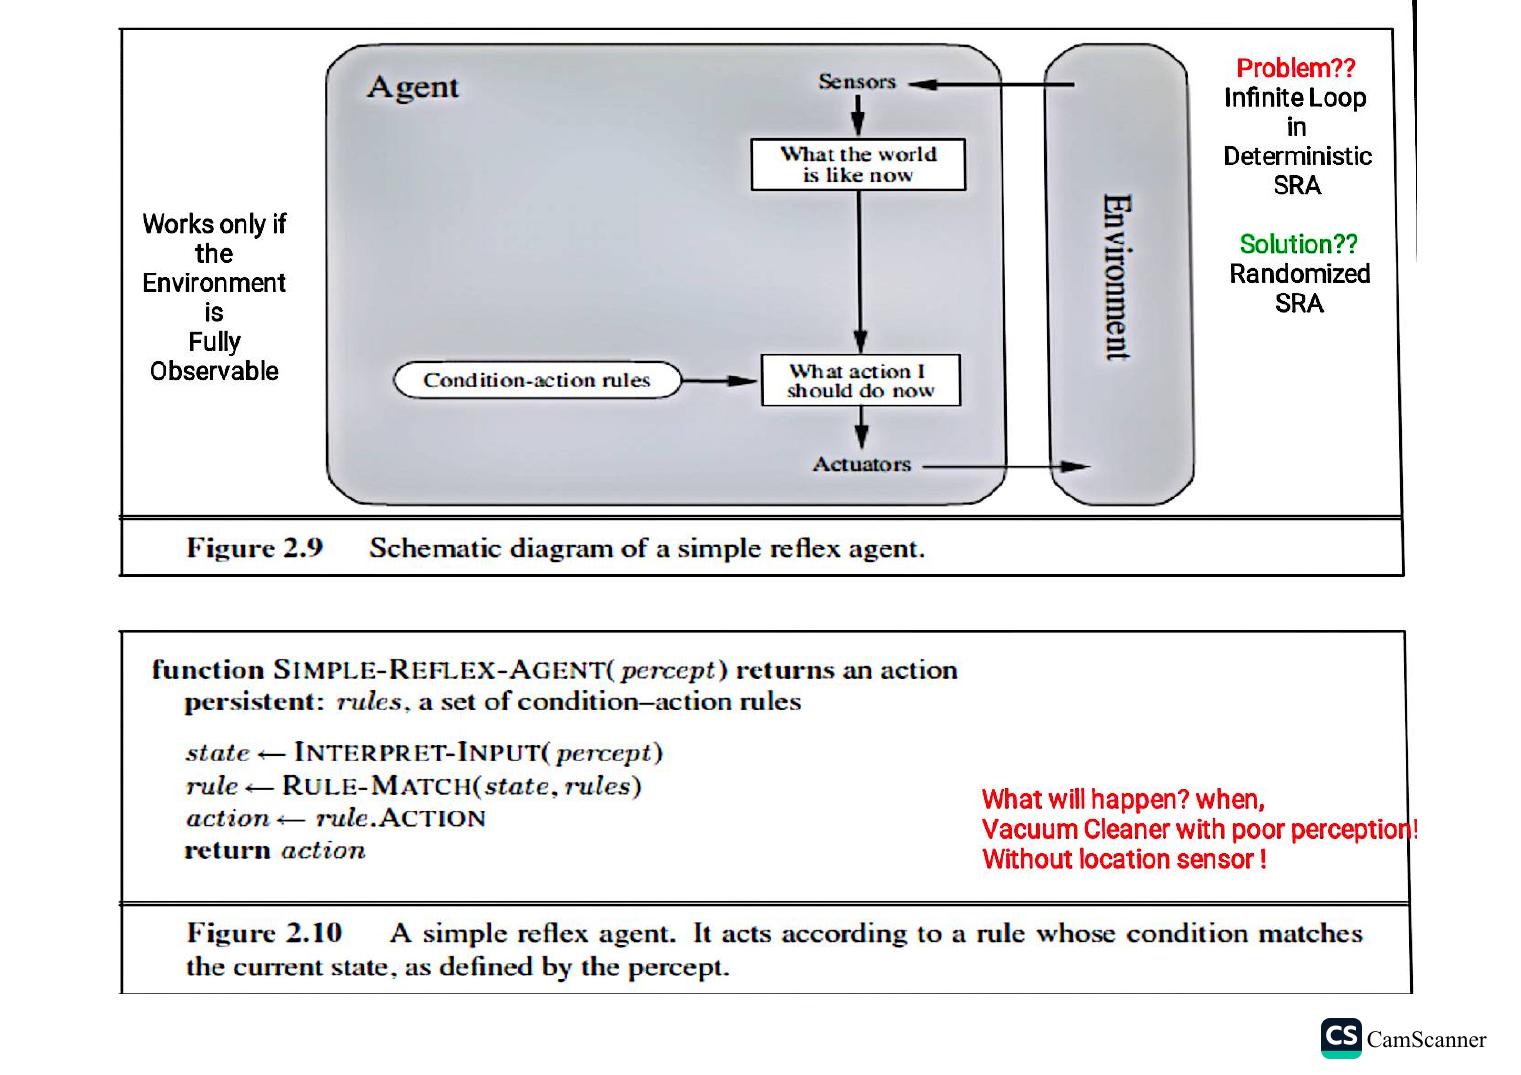 Problem??
Infinite Loop
in
Deterministic
SRA
Solution??
Randomized
SRA
Works only if
the
Environment
is
Fully
Observable
Agent
Sensors
What the world
is like now
Condition-action rules
What action I
should do now
Actuators
Environment
Figure 2.9 Schematic diagram of a simple reflex agent.
function SIMPLE-REFLEX-AGENT( percept) returns an action
persistent: rules, a set of condition–action rules
state ← INTERPRET-INPUT( percept)
rule ← RULE-MATCH(state, rules)
action ← rule.ACTION
return action
What will happen? when,
Vacuum Cleaner with poor perception!
Without location sensor !
Figure 2.10 A simple reflex agent. It acts according to a rule whose condition matches
the current state, as defined by the percept.
CS CamScanner